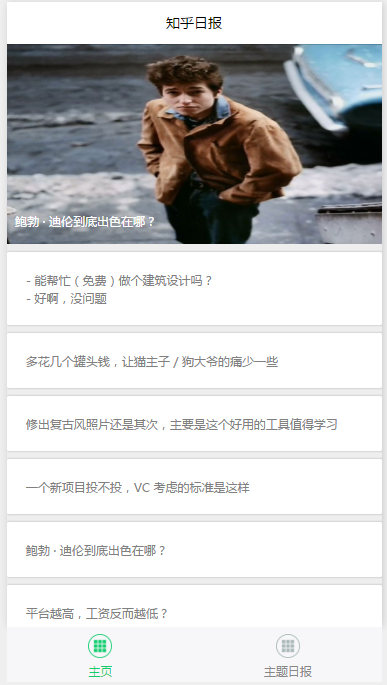 知乎日报
鲍勃 · 迪伦到底出色在哪？
- 能帮忙（免费）做个建筑设计吗？
- 好啊，没问题
多花几个罐头钱，让猫主子 / 狗大爷的痛少一些
修出复古风照片还是其次，主要是这个好用的工具值得学习
一个新项目投不投，VC 考虑的标准是这样
鲍勃 · 迪伦到底出色在哪？
平台越高，工资反而越低？
主页
主题日报